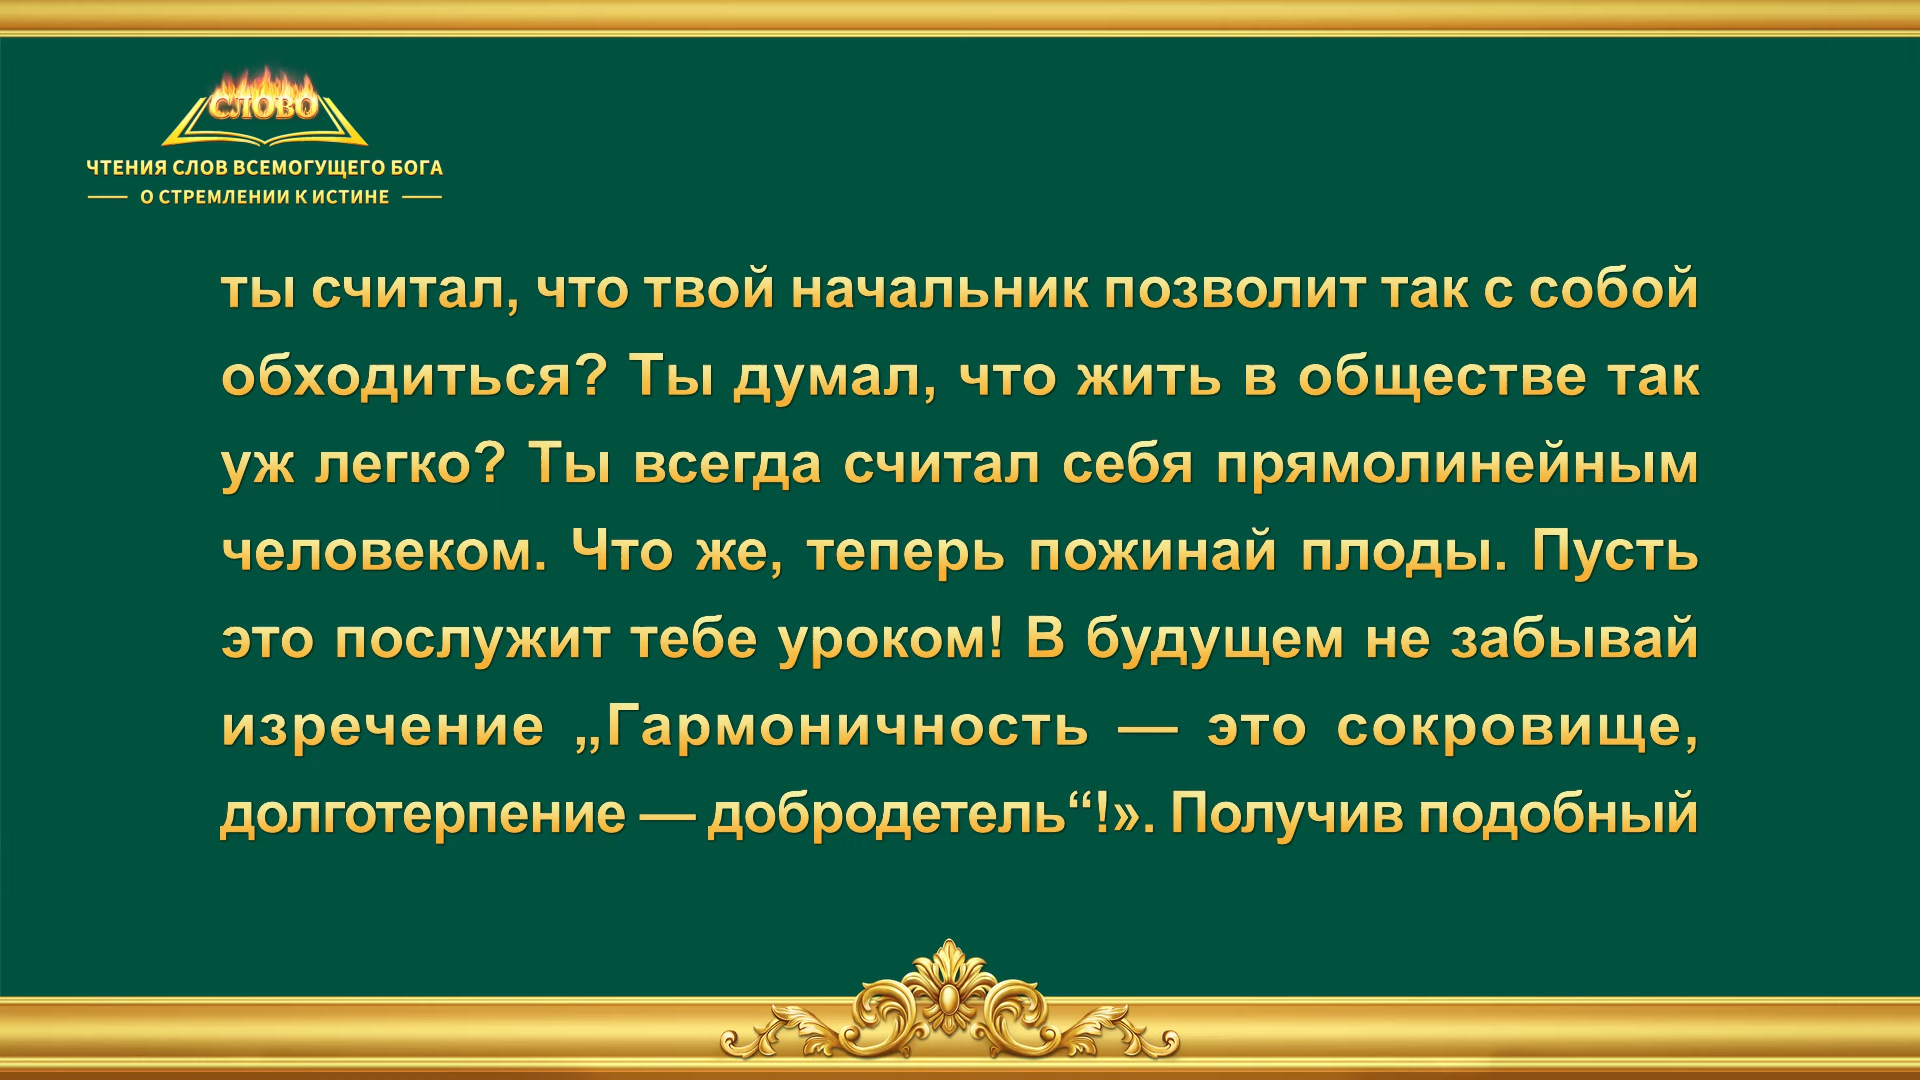 СЛОВО
ЧТЕНИЯ СЛОВ ВСЕМОГУЩЕГО БОГА
О СТРЕМЛЕНИИ К ИСТИНЕ
ты считал, что твой начальник позволит так с собой
обходиться? Ты думал, что жить в обществе так
уж легко? Ты всегда считал себя прямолинейным
человеком. Что же, теперь пожинай плоды. Пусть
это послужит тебе уроком! В будущем не забывай
изречение „Гармоничность — это сокровище,
долготерпение — добродетель“!». Получив подобный